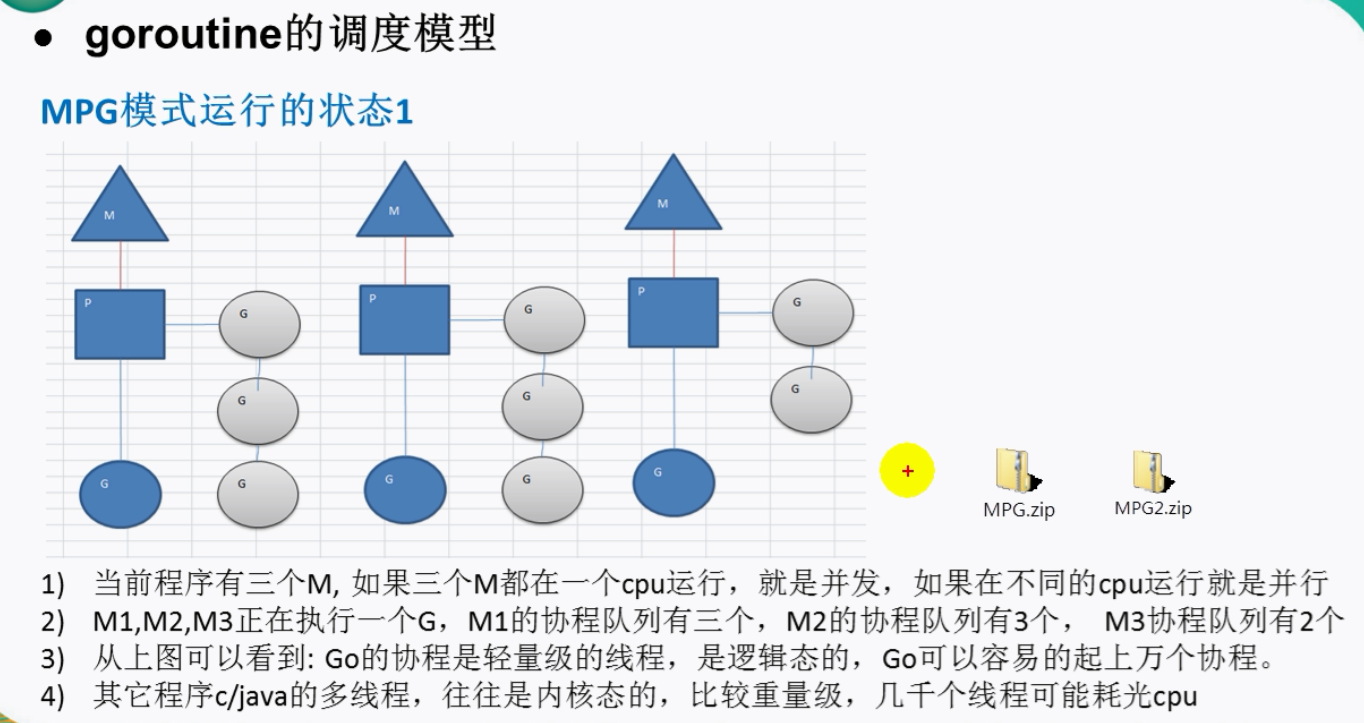 ● goroutine的调度模型
MPG模式运行的状态1
M
M
M
P
P
P
G
G
G
G
G
G
G
G
G
G
G
MPG.zip
MPG2.zip
1) 当前程序有三个M, 如果三个M都在一个cpu运行，就是并发，如果在不同的cpu运行就是并行
2) M1,M2,M3正在执行一个G，M1的协程队列有三个，M2的协程队列有3个， M3协程队列有2个
3) 从上图可以看到: Go的协程是轻量级的线程，是逻辑态的，Go可以容易的起上万个协程。
4) 其它程序c/java的多线程，往往是内核态的，比较重量级，几千个线程可能耗光cpu